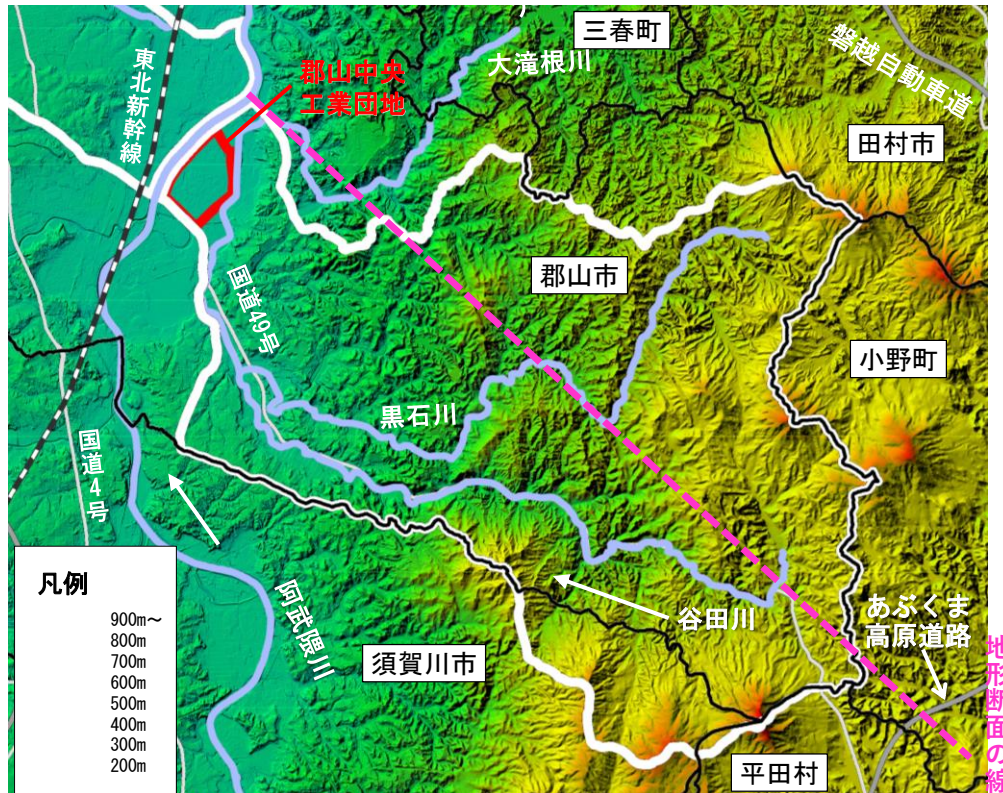 三春町
大滝根川
磐越自動車道
東北新幹線
郡山中央
工業団地
田村市
郡山市
国道49号
小野町
黒石川
国道4号
凡例
900m～
800m
700m
600m
500m
400m
300m
200m
阿武隈川
谷田川
あぶくま
高原道路
須賀川市
地形断面の線
平田村